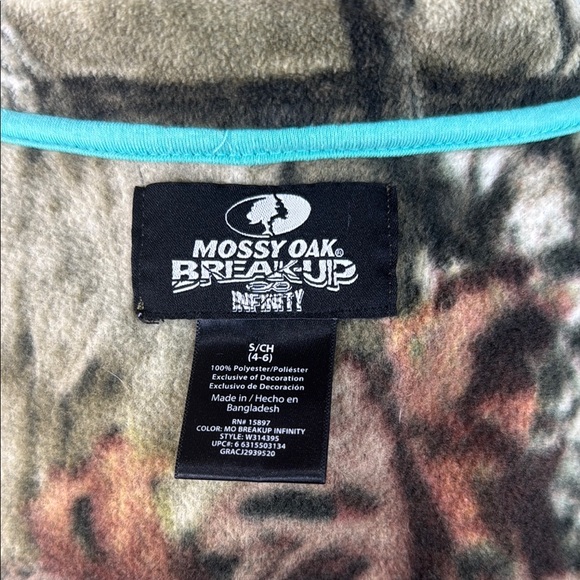 MOSSY OAK®
BREAK-UP
INFINITY
S/CH
(4-6)
100% Polyester/Poliéster
Exclusive of Decoration
Exclusivo de Decoración
Made in / Hecho en
Bangladesh
RN# 15897
COLOR: MO BREAKUP INFINITY
STYLE: W314395
UPC#: 6 6315503134
GRACJ2939520